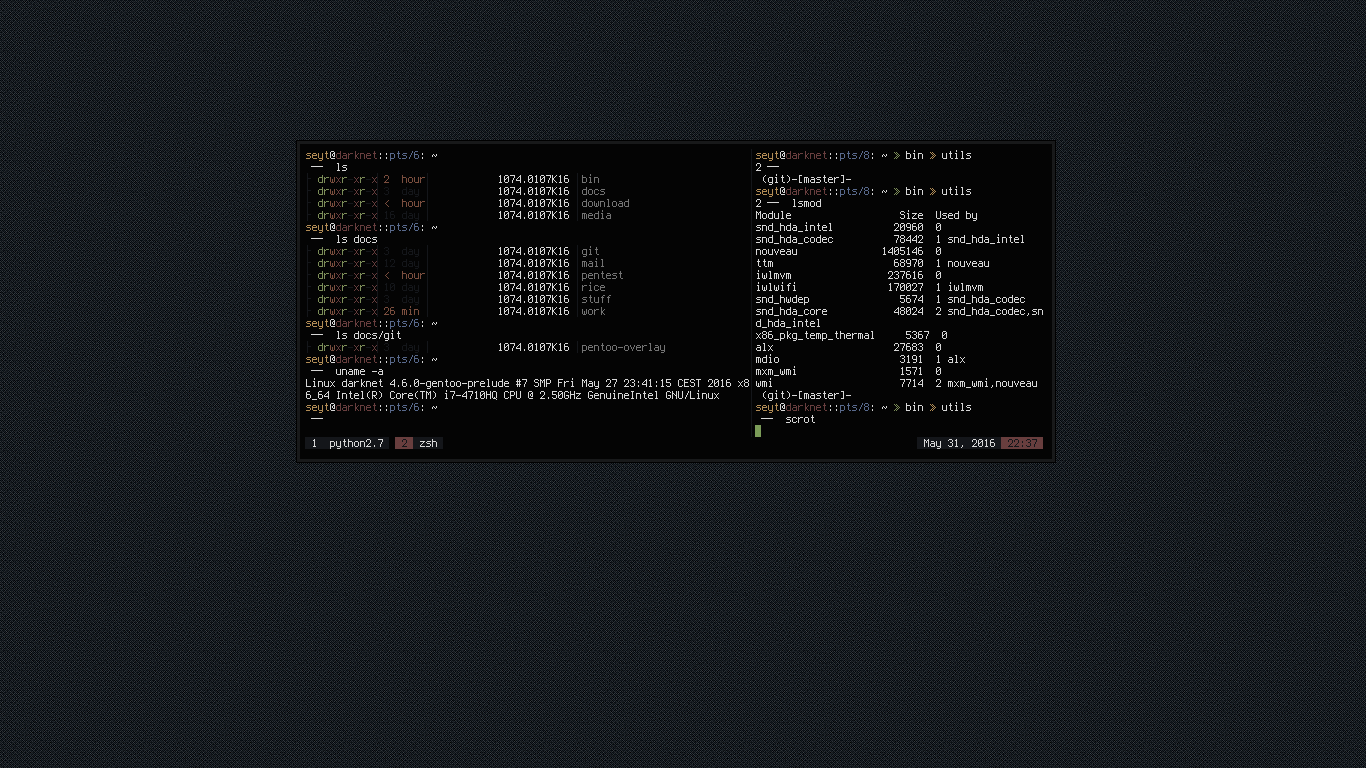 seyt@darknet::pts/6: ~
── ls
drwxr-xr-x 2 hour 1074.0107K16 bin
drwxr-xr-x 3 day 1074.0107K16 docs
drwxr-xr-x < hour 1074.0107K16 download
drwxr-xr-x 16 day 1074.0107K16 media
seyt@darknet::pts/6: ~
── ls docs
drwxr-xr-x 3 day 1074.0107K16 git
drwxr-xr-x 12 day 1074.0107K16 mail
drwxr-xr-x < hour 1074.0107K16 pentest
drwxr-xr-x 10 day 1074.0107K16 rice
drwxr-xr-x 3 day 1074.0107K16 stuff
drwxr-xr-x 26 min 1074.0107K16 work
seyt@darknet::pts/6: ~
── ls docs/git
drwxr-xr-x day 1074.0107K16 pentoo-overlay
seyt@darknet::pts/6: ~
── uname -a
Linux darknet 4.6.0-gentoo-prelude #7 SMP Fri May 27 23:41:15 CEST 2016 x8
6_64 Intel(R) Core(TM) i7-4710HQ CPU @ 2.50GHz GenuineIntel GNU/Linux
seyt@darknet::pts/6: ~
──
seyt@darknet::pts/8: ~ » bin » utils
2 ──
(git)-[master]-
seyt@darknet::pts/8: ~ » bin » utils
2 ── lsmod
Module Size Used by
snd_hda_intel 20960 0
snd_hda_codec 78442 1 snd_hda_intel
nouveau 1405146 0
ttm 68970 1 nouveau
iwlmvm 237616 0
iwlwifi 170027 1 iwlmvm
snd_hwdep 5674 1 snd_hda_codec
snd_hda_core 48024 2 snd_hda_codec,sn
d_hda_intel
x86_pkg_temp_thermal 5367 0
alx 27683 0
mdio 3191 1 alx
mxm_wmi 1571 0
wmi 7714 2 mxm_wmi,nouveau
(git)-[master]-
seyt@darknet::pts/8: ~ » bin » utils
── scrot
1 python2.7 2 zsh
May 31, 2016 22:37